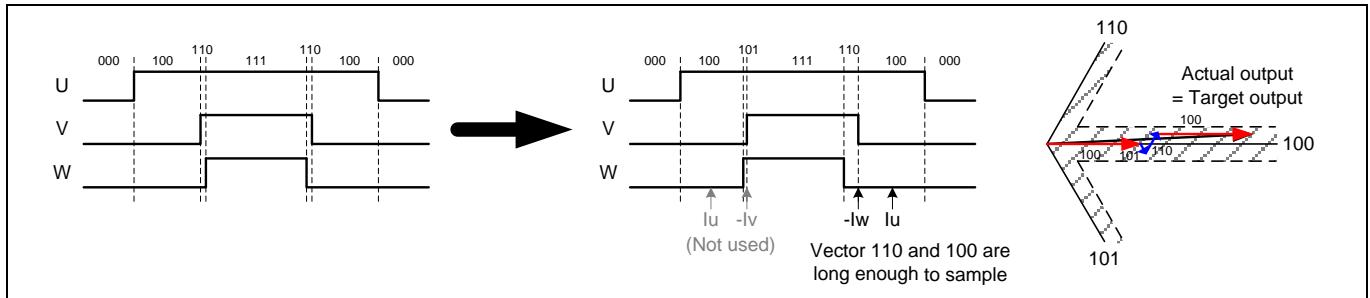 110 110
000 100 111 100 000
U
V
W
101 110
000 100 111 100 000
U
V
W
Iu -Iv
(Not used)
-Iw Iu
Vector 110 and 100 are
long enough to sample
110
Actual output
= Target output
100
100
100 101 110
101